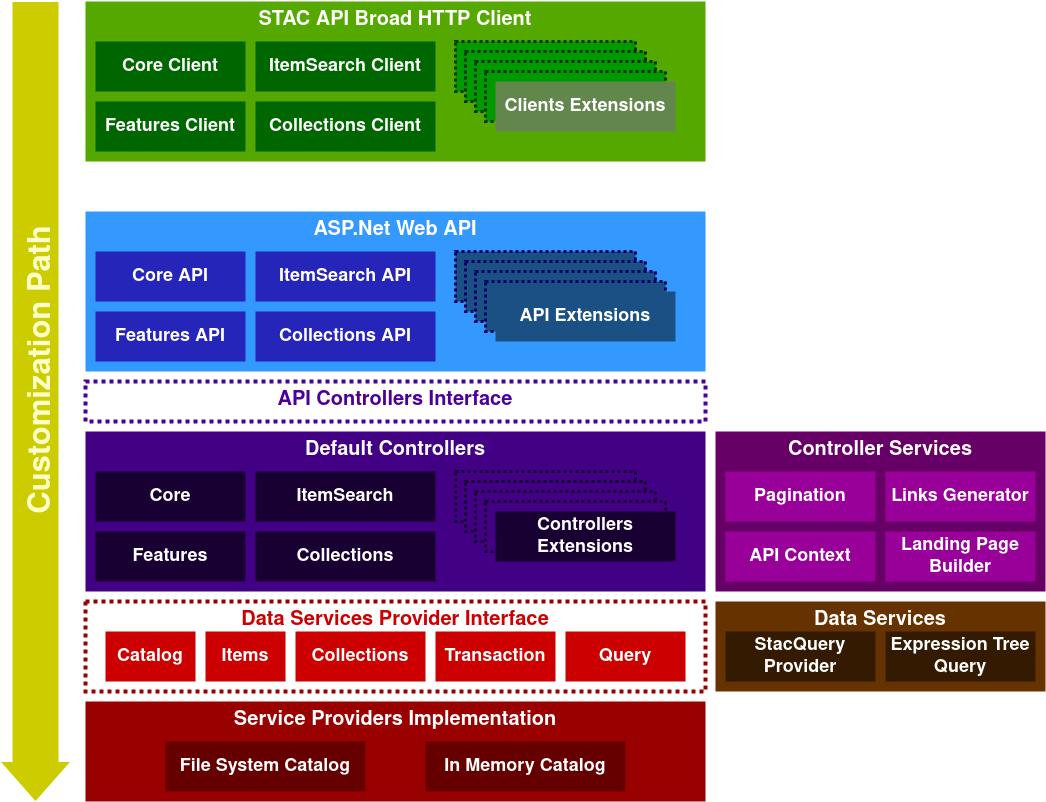 Customization Path
STAC API Broad HTTP Client
Core Client
ItemSearch Client
Features Client
Collections Client
Clients Extensions
ASP.Net Web API
Core API
ItemSearch API
Features API
Collections API
API Extensions
API Controllers Interface
Default Controllers
Core
ItemSearch
Features
Collections
Controllers
Extensions
Controller Services
Pagination
Links Generator
API Context
Landing Page
Builder
Data Services Provider Interface
Catalog
Items
Collections
Transaction
Query
Data Services
StacQuery
Provider
Expression Tree
Query
Service Providers Implementation
File System Catalog
In Memory Catalog